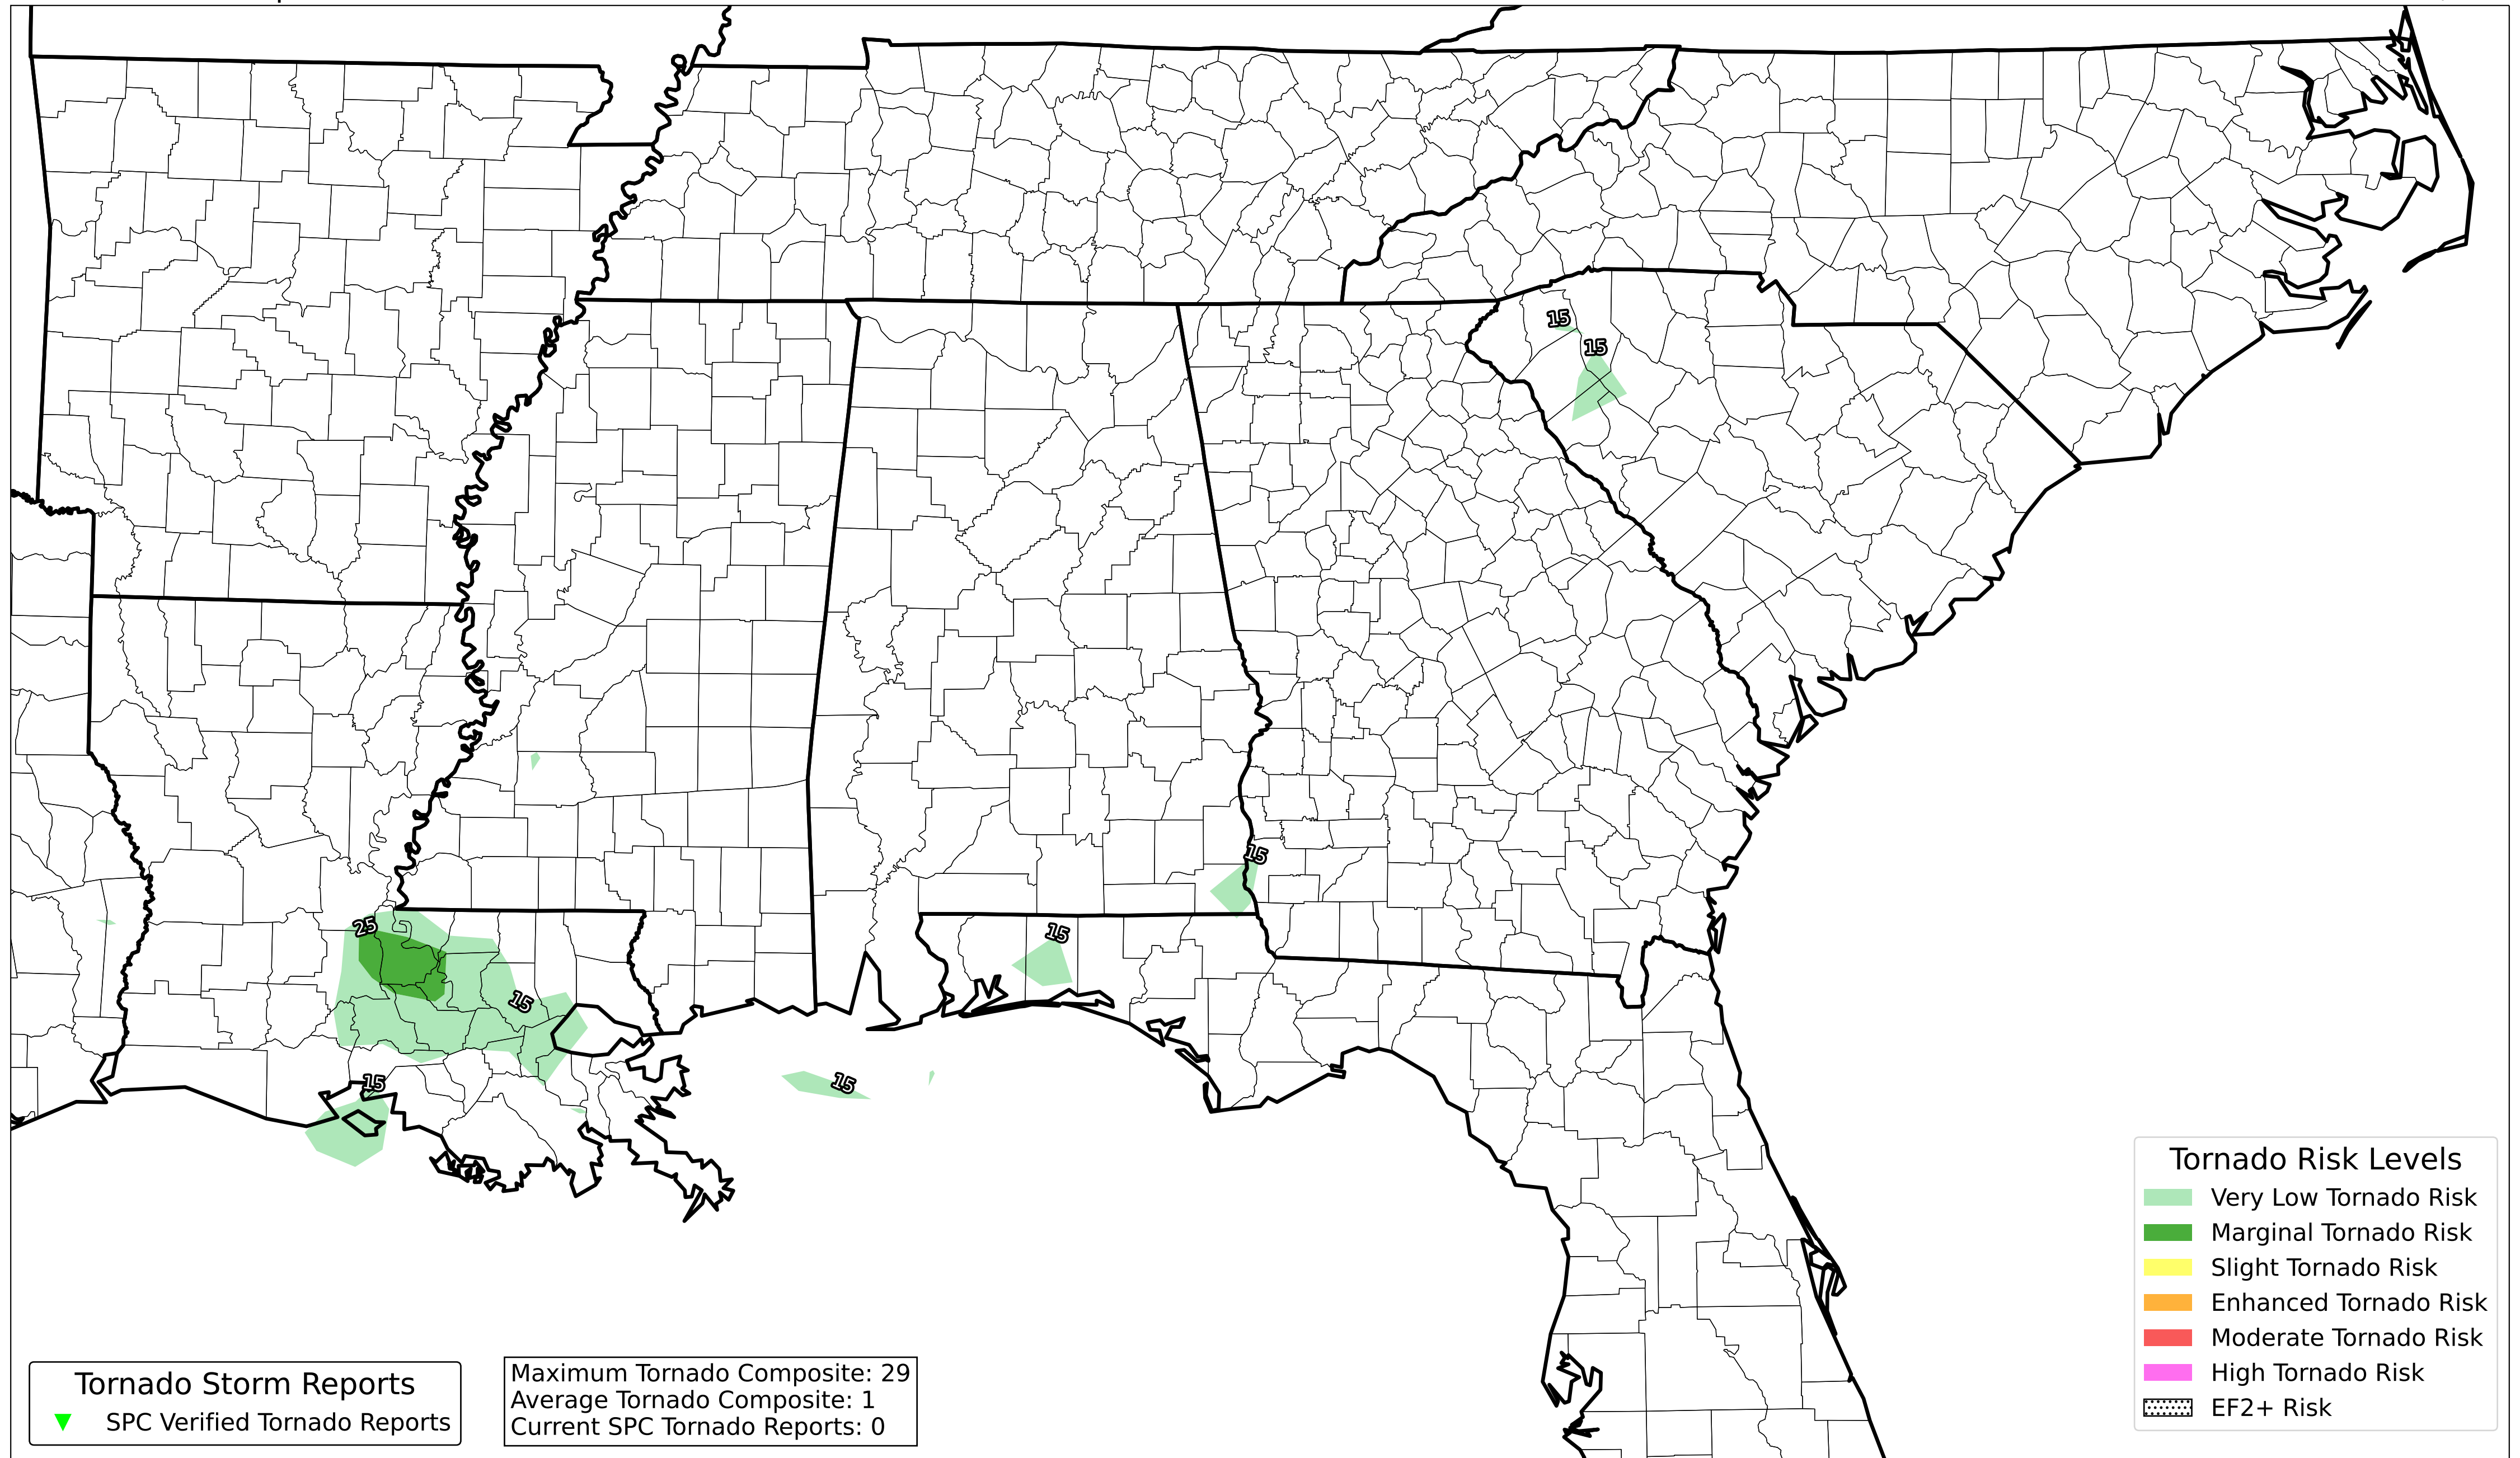 15
15
15
15
25
15
15
15
Tornado Risk Levels
Very Low Tornado Risk
Marginal Tornado Risk
Slight Tornado Risk
Enhanced Tornado Risk
Moderate Tornado Risk
High Tornado Risk
EF2+ Risk
Tornado Storm Reports
SPC Verified Tornado Reports
Maximum Tornado Composite: 29
Average Tornado Composite: 1
Current SPC Tornado Reports: 0